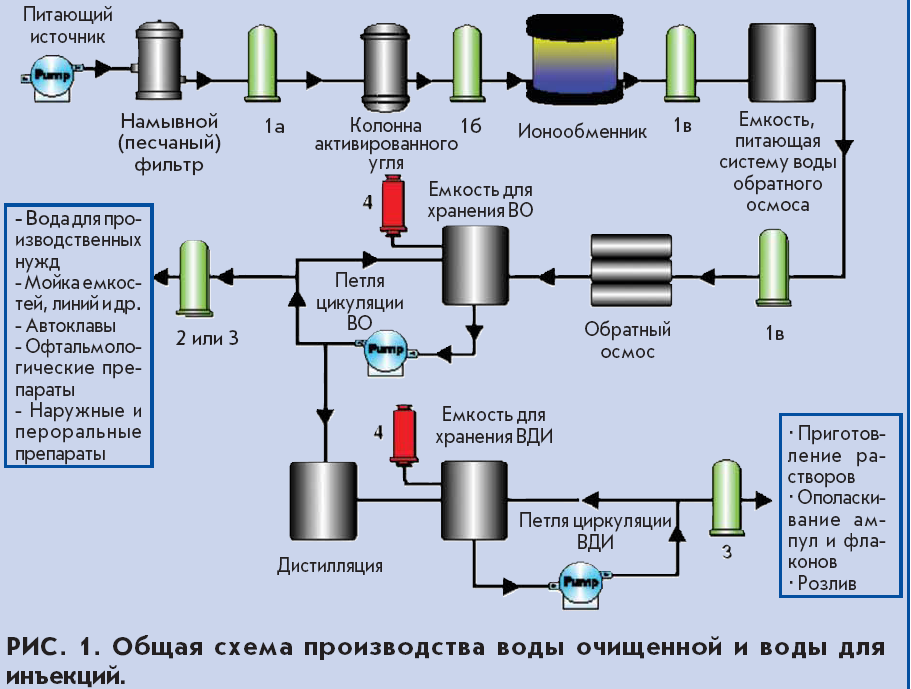 Питающий
источник
Pump
Намывной
(песчаный)
фильтр
1а
Колонна
активированного
угля
1б
Ионообменник
1в
Емкость,
питающая
систему воды
обратного
осмоса
- Вода для про-
изводственных
нужд
- Мойка емкос-
тей, линий и др.
- Автоклавы
- Офтальмоло-
гические пре-
параты
- Наружные и
пероральные
препараты
2 или 3
4
Емкость для
хранения ВО
Петля
цикуляции
ВО
Pump
Обратный
осмос
1в
4
Емкость для
хранения ВДИ
Дистилляция
Петля циркуляции
ВДИ
Pump
3
· Приготов-
ление ра-
створов
· Ополаски-
вание ам-
пул и фла-
конов
· Розлив
РИС. 1. Общая схема производства воды очищенной и воды для
инъекций.